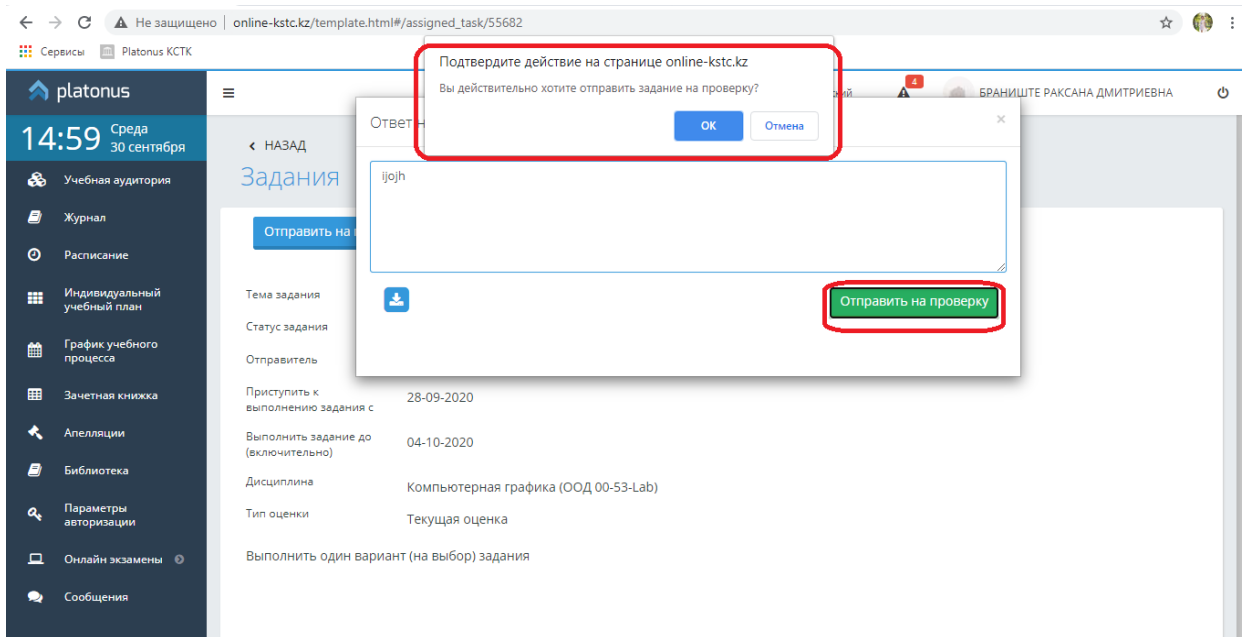 Не защищено | online-kstc.kz/template.html#/assigned_task/55682
Сервисы Platonus КСТК
Подтвердите действие на странице online-kstc.kz
Вы действительно хотите отправить задание на проверку?
ОК Отмена
platonus
4
БРАНИШТЕ РАКСАНА ДМИТРИЕВНА
14:59 Среда
30 сентября
Ответ
×
‹ НАЗАД
Задания
ijojh
Отправить на
Отправить на проверку
Учебная аудитория
Журнал
Расписание
Индивидуальный
учебный план
График учебного
процесса
Зачетная книжка
Апелляции
Библиотека
Параметры
авторизации
Онлайн экзамены
Сообщения
Тема задания
Статус задания
Отправитель
Приступить к
выполнению задания с
28-09-2020
Выполнить задание до
(включительно)
04-10-2020
Дисциплина
Компьютерная графика (ООД 00-53-Lab)
Тип оценки
Текущая оценка
Выполнить один вариант (на выбор) задания